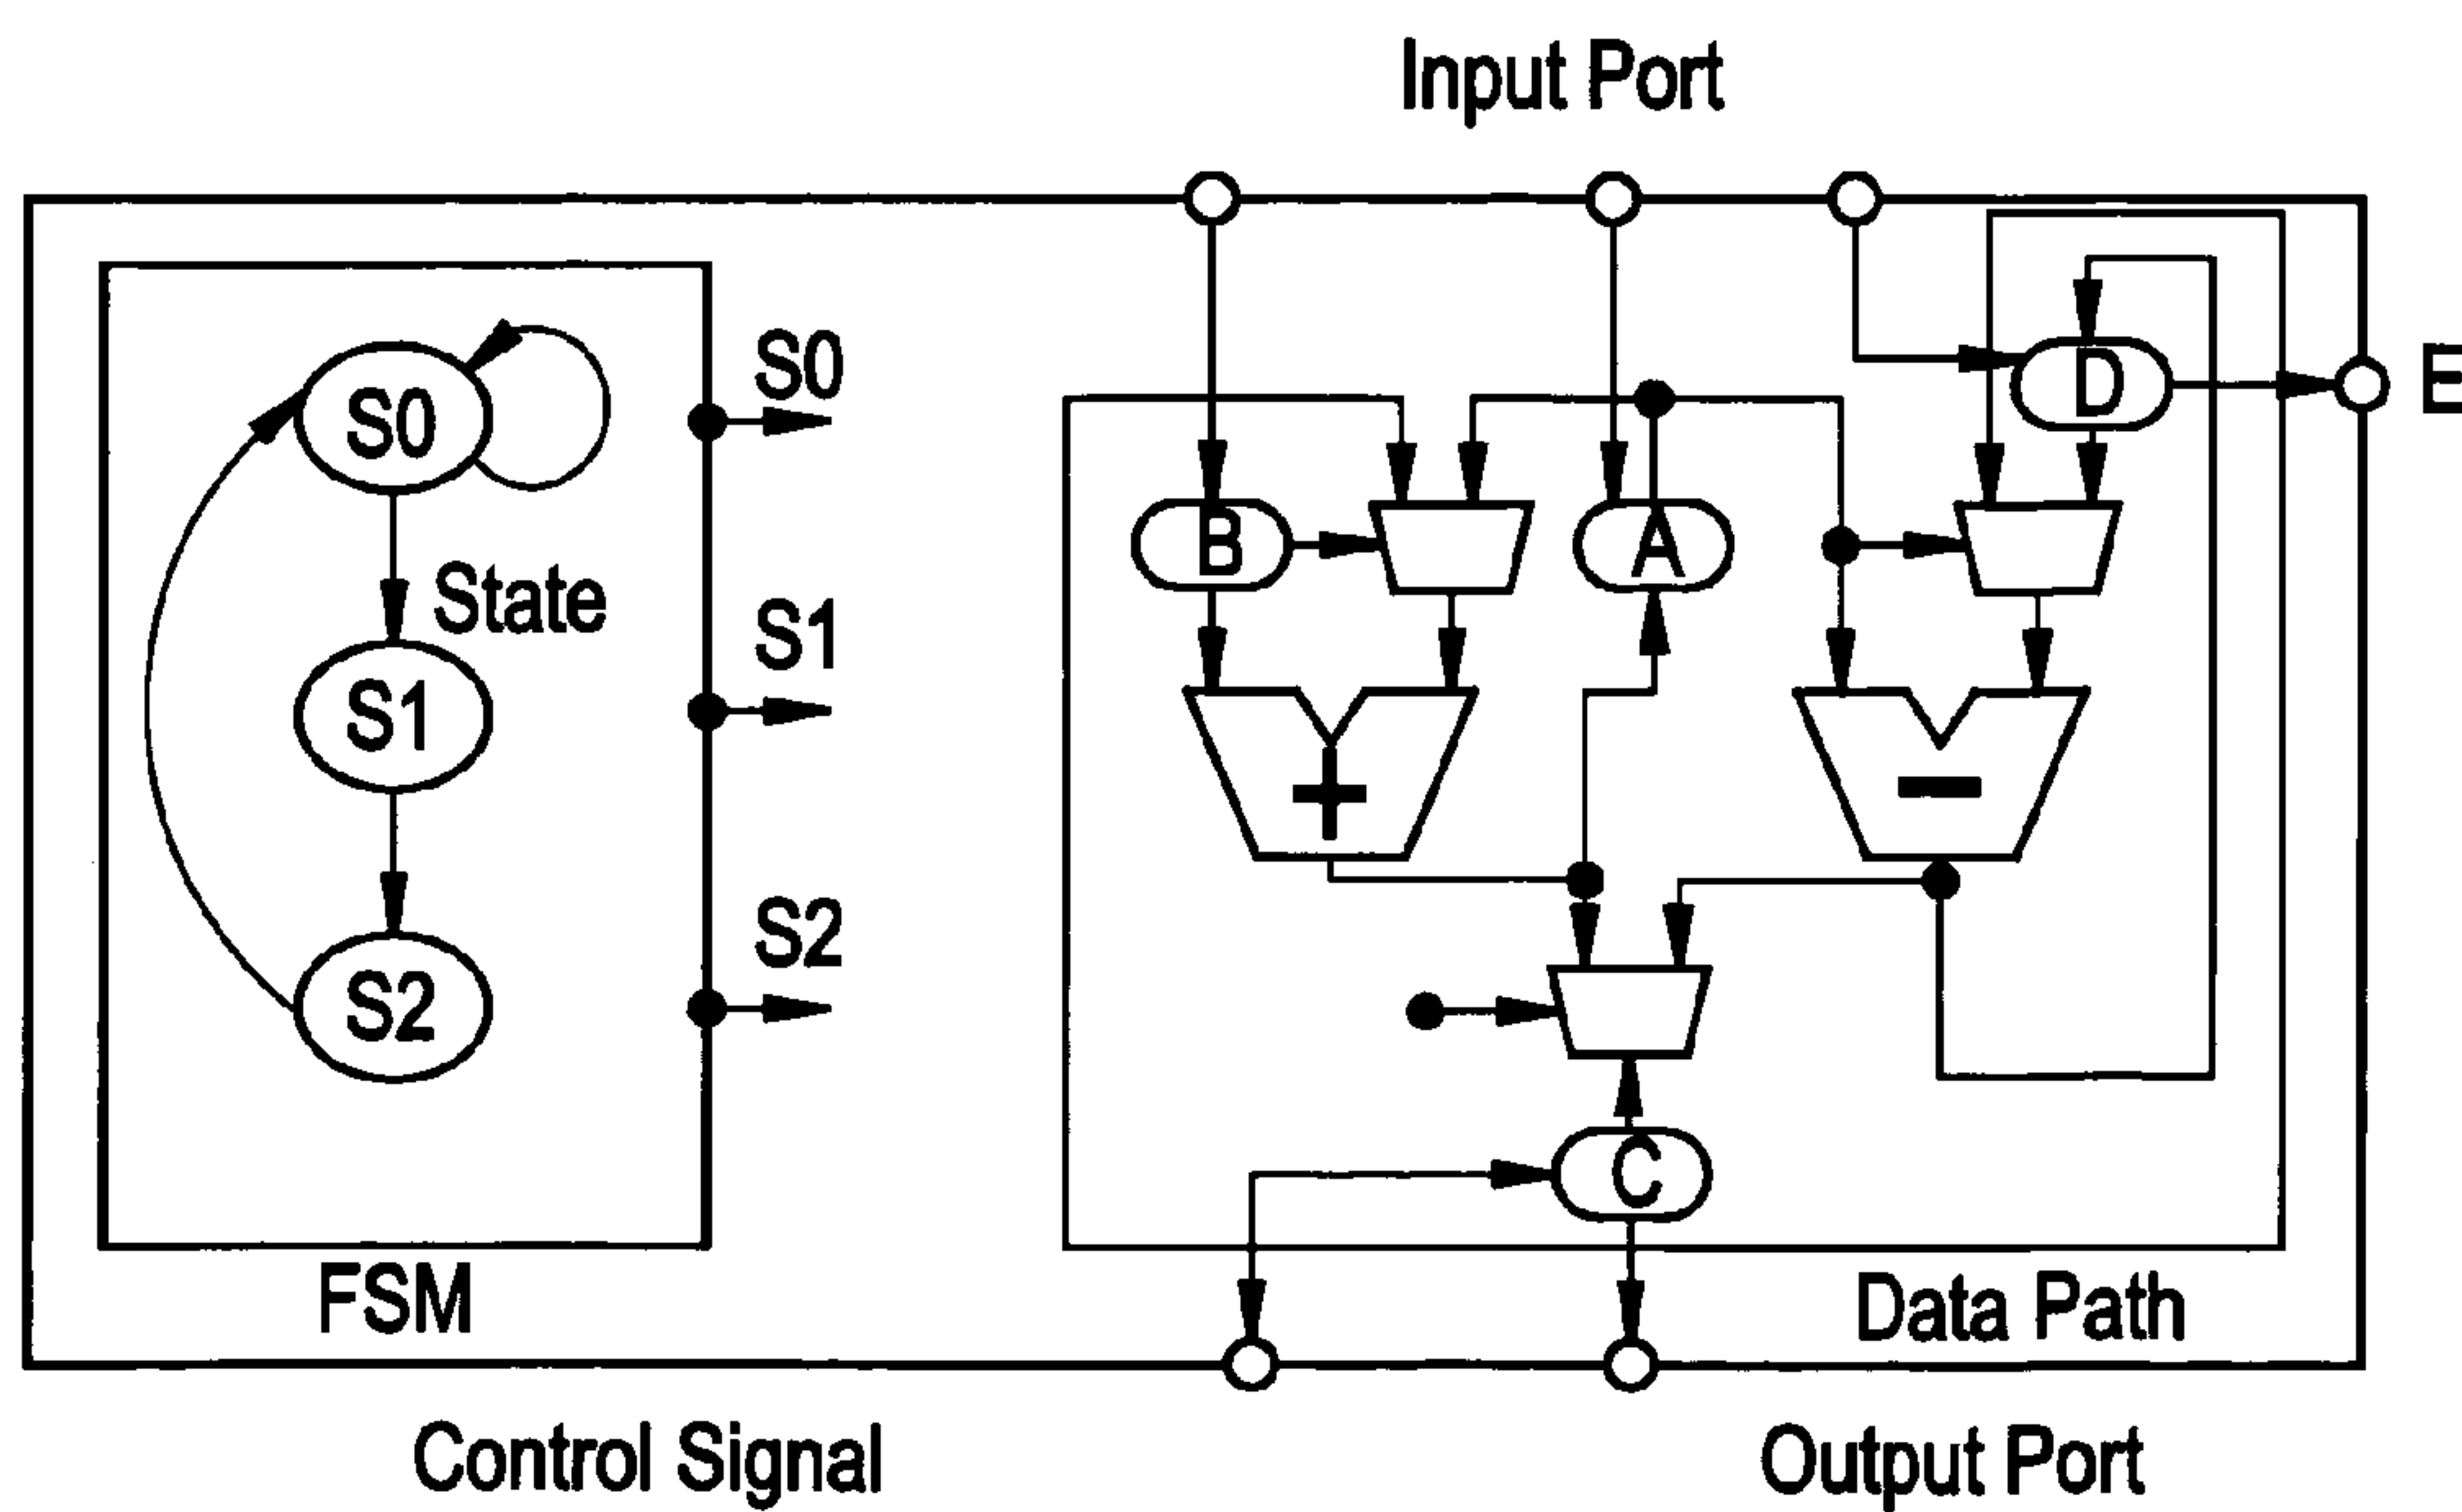 Input Port
S0
S0
D
E
B
A
State
S1
S1
+
−
S2
S2
C
FSM
Data Path
Control Signal
Output Port